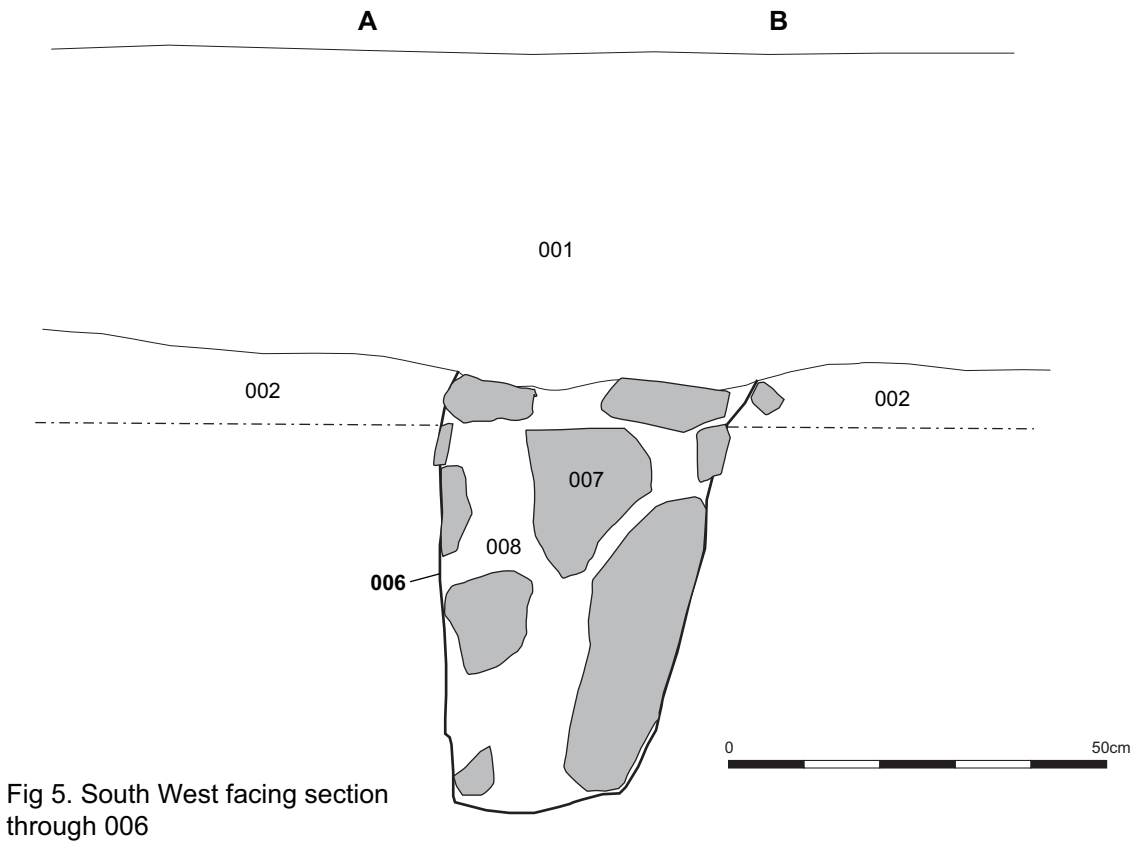 A B
001
002 002
007
008
006
0 50cm
Fig 5. South West facing section
through 006